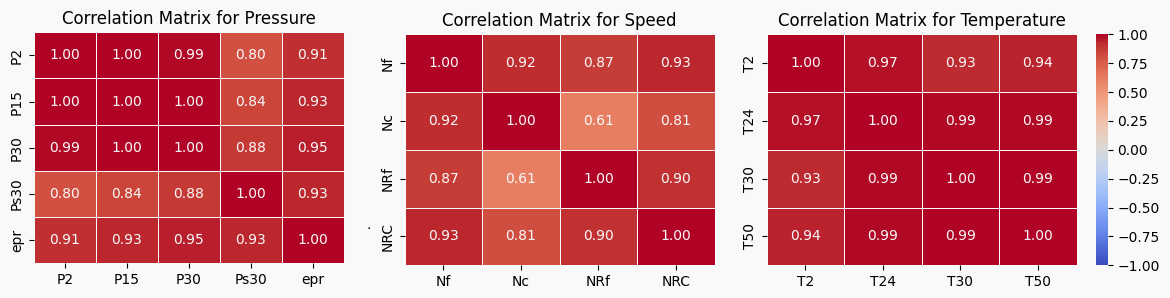 Correlation Matrix for Pressure
P2 1.00 1.00 0.99 0.80 0.91
P15 1.00 1.00 1.00 0.84 0.93
P30 0.99 1.00 1.00 0.88 0.95
Ps30 0.80 0.84 0.88 1.00 0.93
epr 0.91 0.93 0.95 0.93 1.00
P2 P15 P30 Ps30 epr
Correlation Matrix for Speed
Nf 1.00 0.92 0.87 0.93
Nc 0.92 1.00 0.61 0.81
NRf 0.87 0.61 1.00 0.90
NRC 0.93 0.81 0.90 1.00
.
Nf Nc NRf NRC
Correlation Matrix for Temperature
T2 1.00 0.97 0.93 0.94
T24 0.97 1.00 0.99 0.99
T30 0.93 0.99 1.00 0.99
T50 0.94 0.99 0.99 1.00
T2 T24 T30 T50
1.00
0.75
0.50
0.25
0.00
−0.25
−0.50
−0.75
−1.00